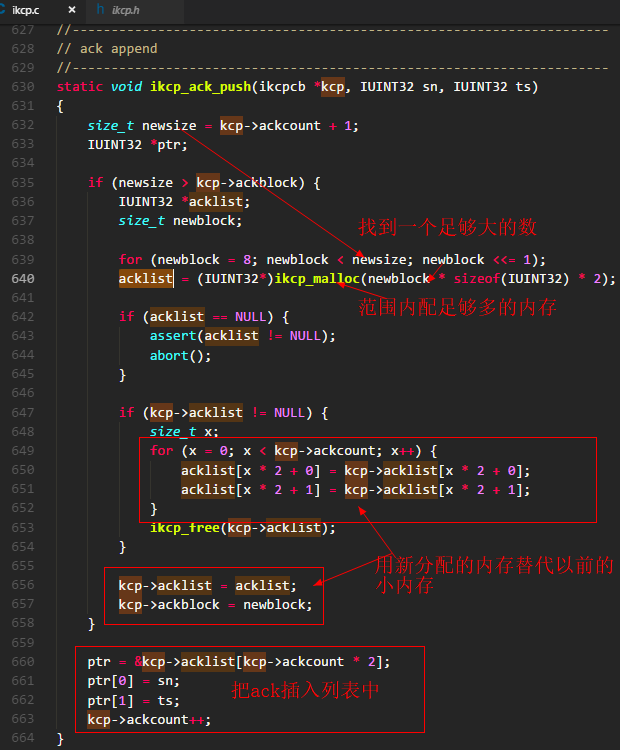 ikcp.c × h ikcp.h
627 //---------------------------------------------------------------------
628 // ack append
629 //---------------------------------------------------------------------
630 static void ikcp_ack_push(ikcpcb *kcp, IUINT32 sn, IUINT32 ts)
631 {
632 size_t newsize = kcp->ackcount + 1;
633 IUINT32 *ptr;
634
635 if (newsize > kcp->ackblock) {
636 IUINT32 *acklist;
637 size_t newblock;
找到一个足够大的数
638
639 for (newblock = 8; newblock < newsize; newblock <<= 1);
640 acklist = (IUINT32*)ikcp_malloc(newblock * sizeof(IUINT32) * 2);
641
范围内配足够多的内存
642 if (acklist == NULL) {
643 assert(acklist != NULL);
644 abort();
645 }
646
647 if (kcp->acklist != NULL) {
648 size_t x;
649 for (x = 0; x < kcp->ackcount; x++) {
650 acklist[x * 2 + 0] = kcp->acklist[x * 2 + 0];
651 acklist[x * 2 + 1] = kcp->acklist[x * 2 + 1];
652 }
653 ikcp_free(kcp->acklist);
654 }
655
用新分配的内存替代以前的
小内存
656 kcp->acklist = acklist;
657 kcp->ackblock = newblock;
658 }
659
660 ptr = &kcp->acklist[kcp->ackcount * 2];
661 ptr[0] = sn;
把ack插入列表中
662 ptr[1] = ts;
663 kcp->ackcount++;
664 }